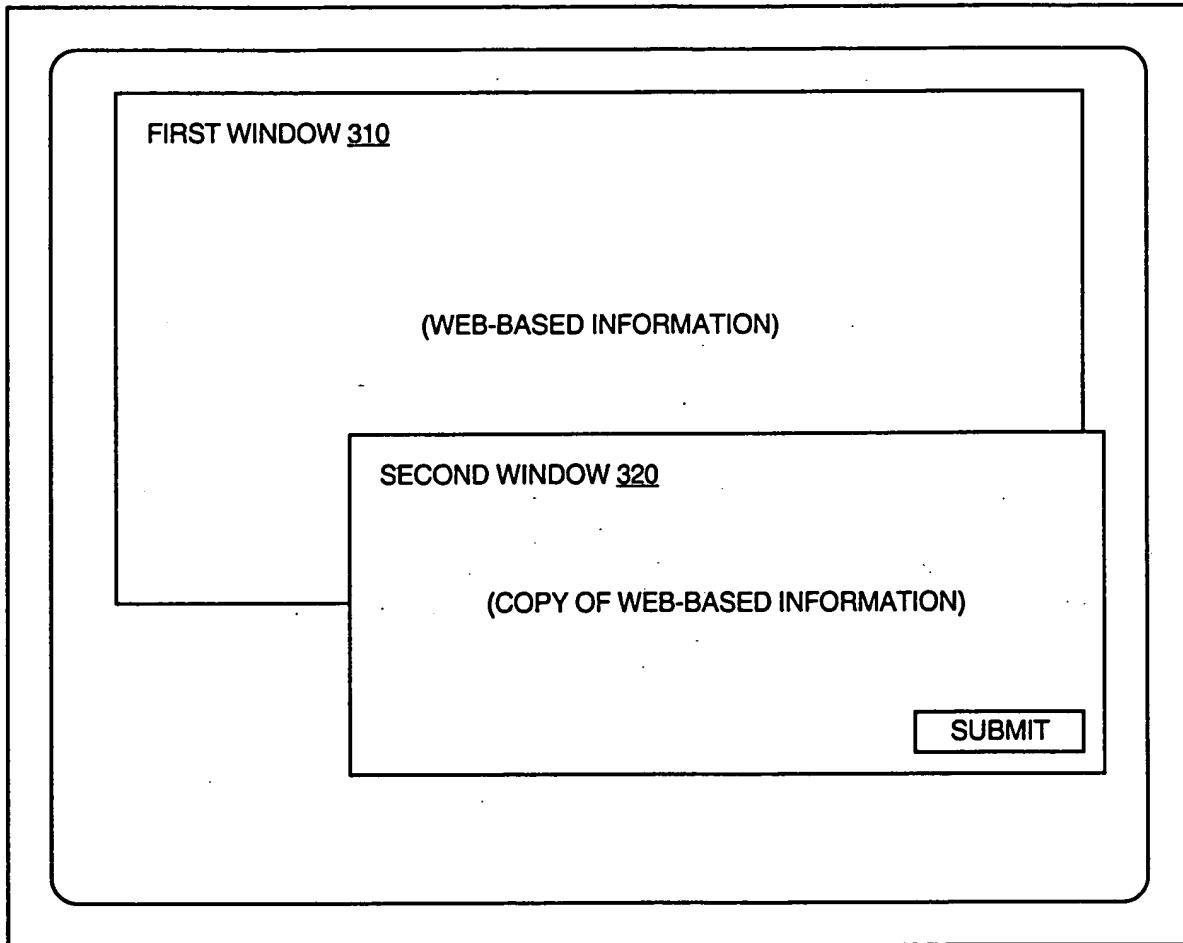 FIRST WINDOW 310
(WEB-BASED INFORMATION)
SECOND WINDOW 320
(COPY OF WEB-BASED INFORMATION)
SUBMIT